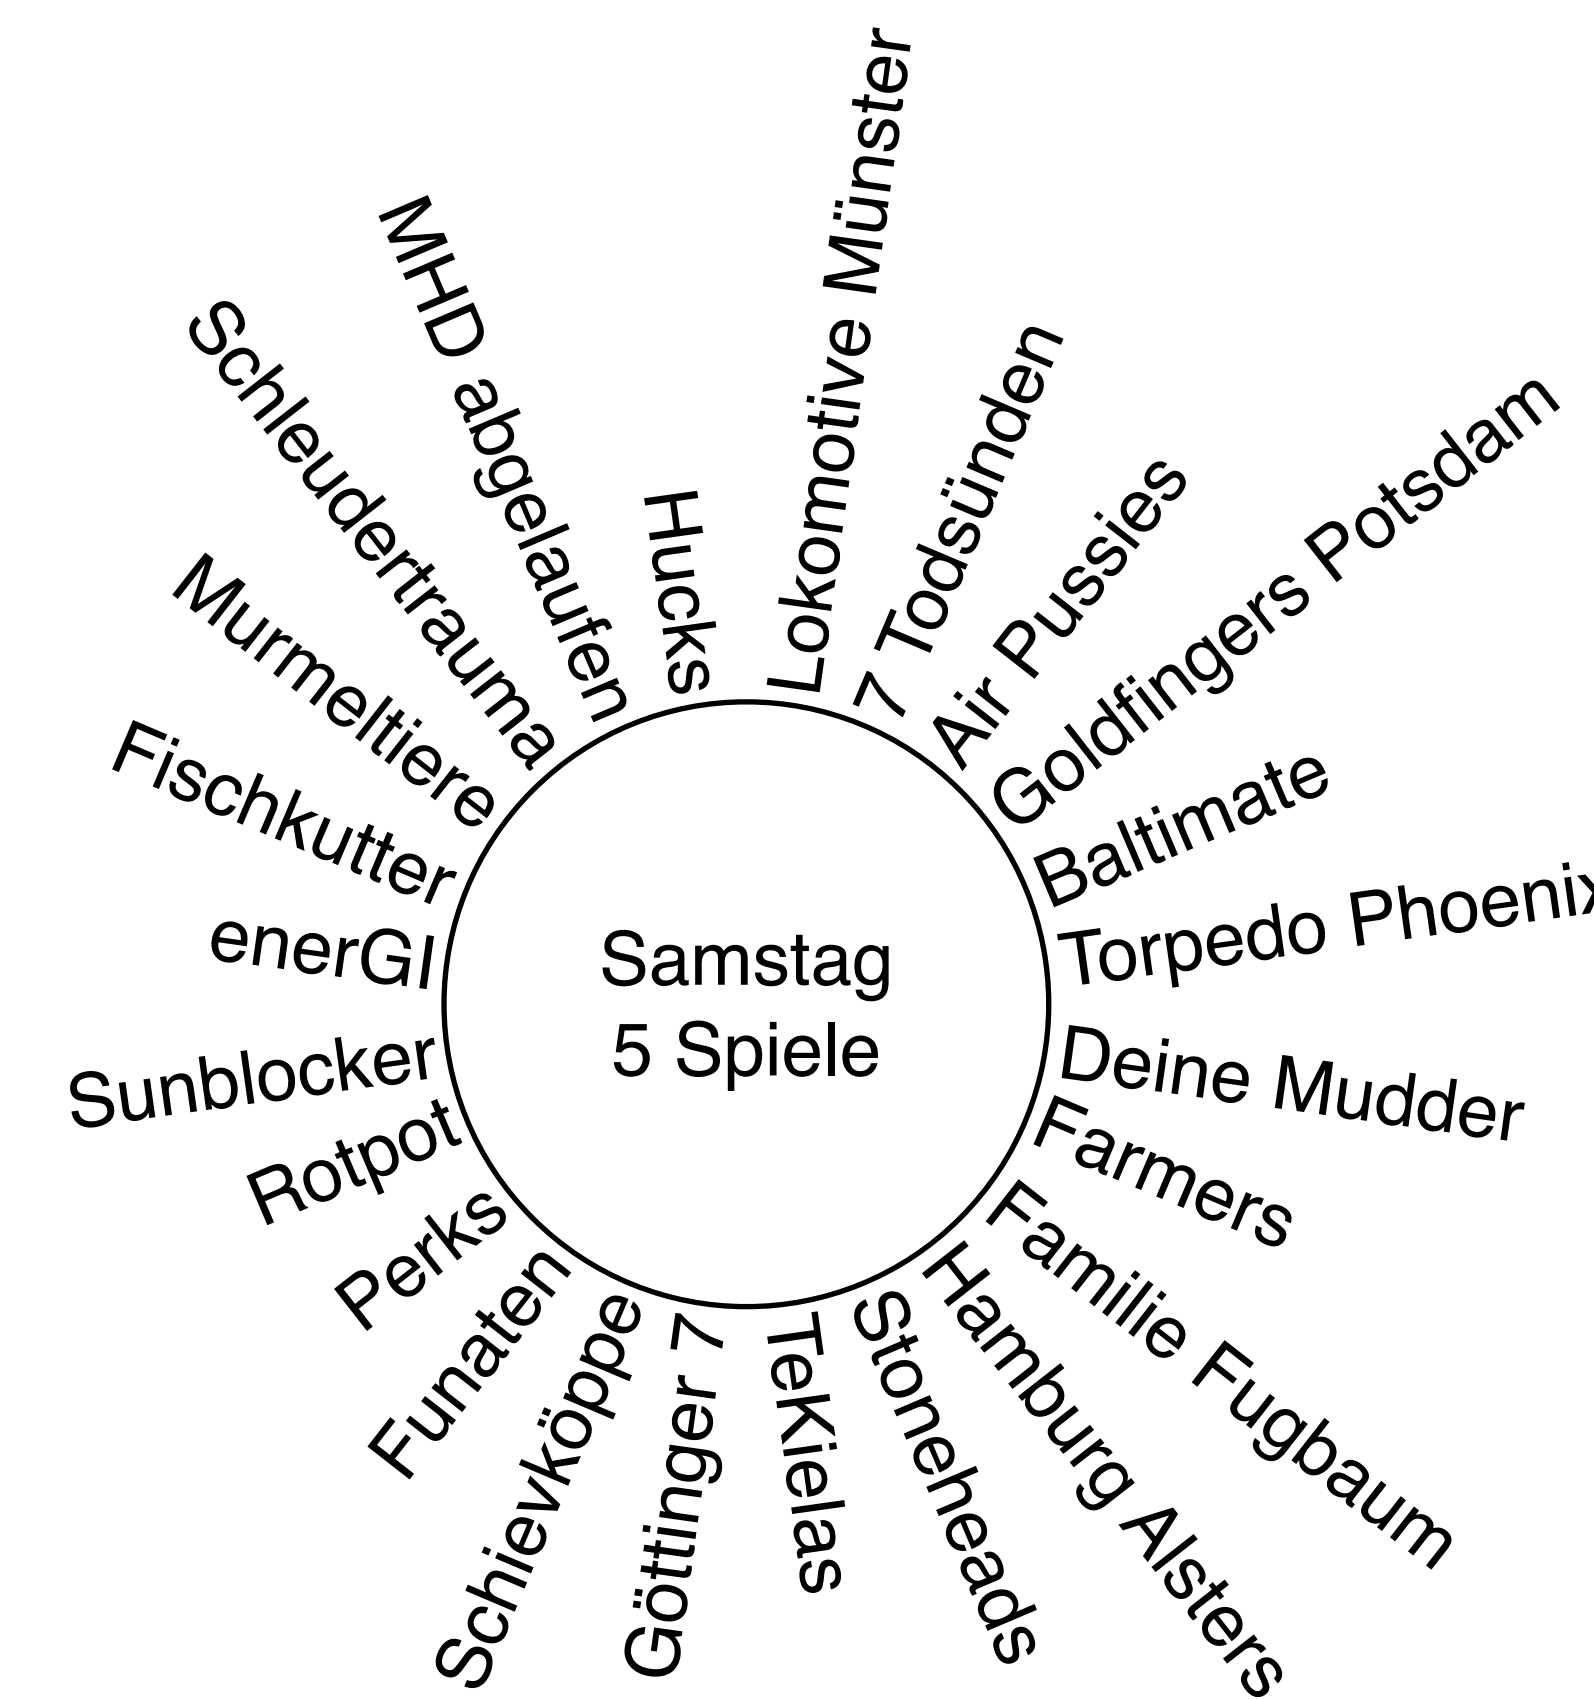 Lokomotive Münster
7 Todsünden
Air Pussies
Goldfingers Potsdam
Baltimate
Torpedo Phoenix
Deine Mudder
Farmers
Familie Fugbaum
Hamburg Alsters
Stoneheads
TeKielas
Göttinger 7
Schievköppe
Funaten
Perks
Rotpot
Sunblocker
enerGI
Fischkutter
Murmeltiere
Schleudertrauma
MHD abgelaufen
Hucks
Samstag
5 Spiele